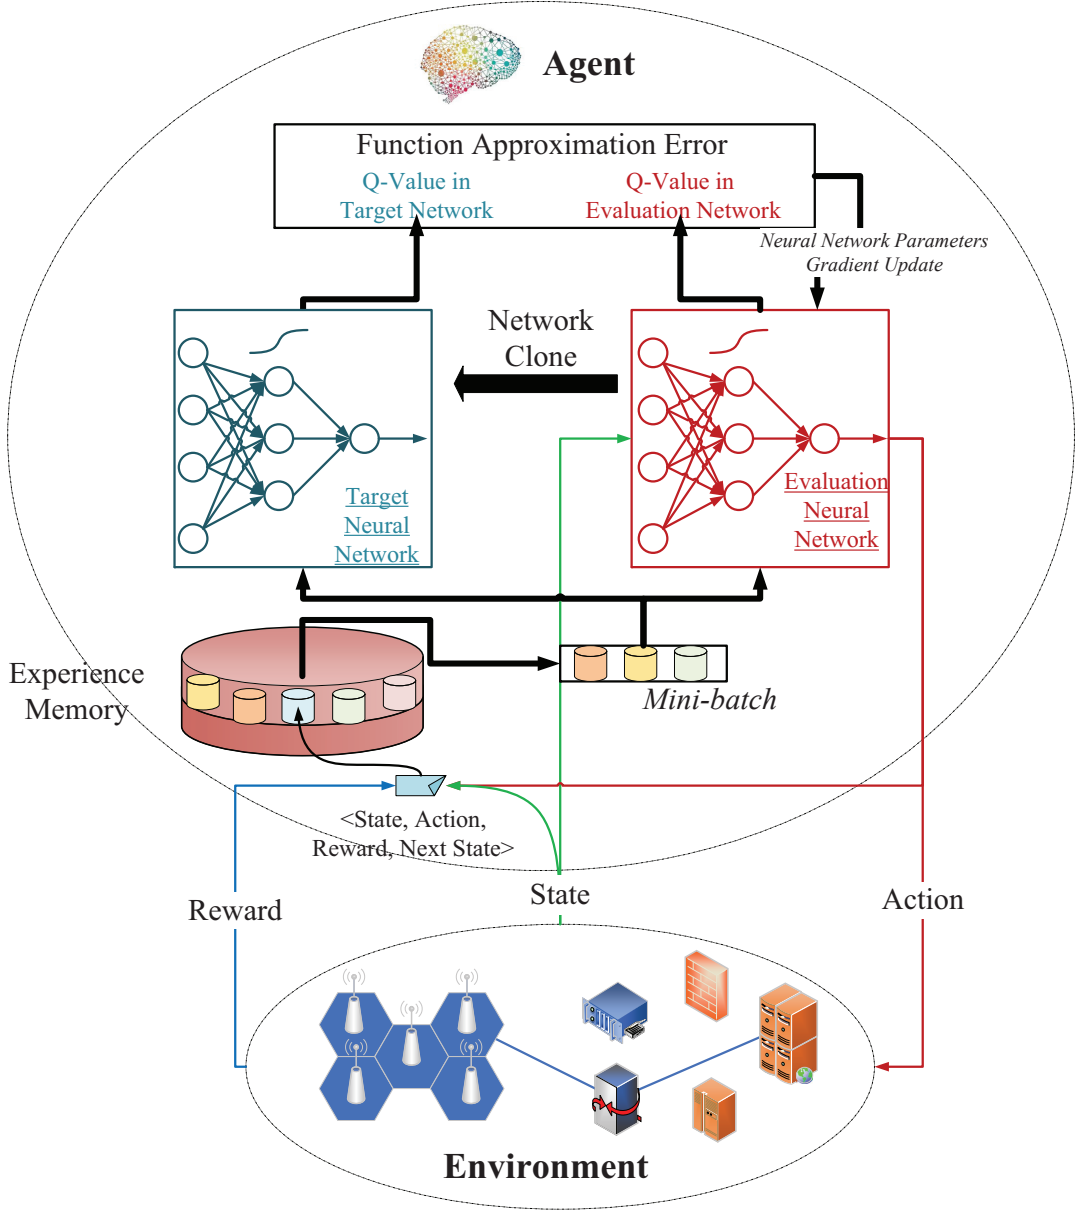 Agent
Function Approximation Error
Q-Value in
Target Network
Q-Value in
Evaluation Network
Neural Network Parameters
Gradient Update
Network
Clone
Target
Neural
Network
Evaluation
Neural
Network
Experience
Memory
Mini-batch
<State, Action,
Reward, Next State>
Reward
State
Action
Environment